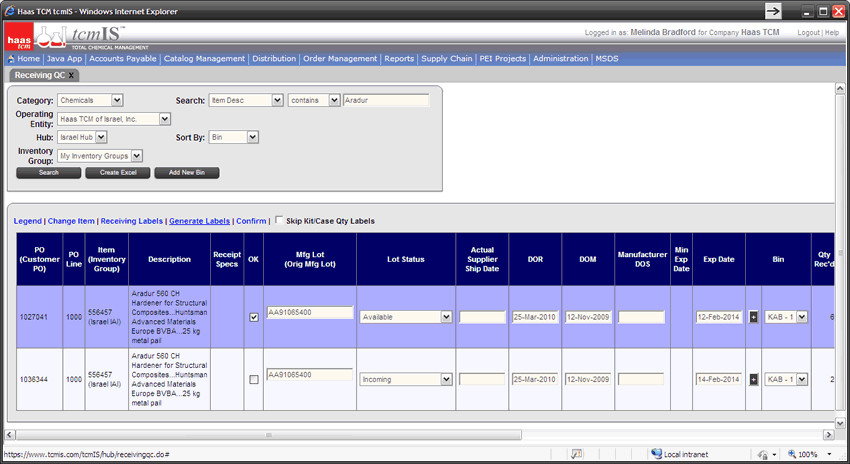 Haas TCM tcmIS - Windows Internet Explorer
haas tcm
tcmIS™
TOTAL CHEMICAL MANAGEMENT
Logged in as: Melinda Bradford for Company Haas TCM
Logout | Help
Home | Java App | Accounts Payable | Catalog Management | Distribution | Order Management | Reports | Supply Chain | PEI Projects | Administration | MSDS
Receiving QC X
Category: Chemicals Search: Item Desc contains Aradur
Operating Entity: Haas TCM of Israel, Inc.
Hub: Israel Hub Sort By: Bin
Inventory Group: My Inventory Groups
Search Create Excel Add New Bin
Legend | Change Item | Receiving Labels | Generate Labels | Confirm | Skip Kit/Case Qty Labels
PO (Customer PO)
PO Line
Item (Inventory Group)
Description
Receipt Specs
OK
Mfg Lot (Orig Mfg Lot)
Lot Status
Actual Supplier Ship Date
DOR
DOM
Manufacturer DOS
Min Exp Date
Exp Date
Bin
Qty Rec'd
1027041
1000
556457 (Israel IAI)
Aradur 560 CH
Hardener for Structural
Composites...Huntsman
Advanced Materials
Europe BVBA...25 kg
metal pail
AA91065400
Available
25-Mar-2010
12-Nov-2009
12-Feb-2014
+
KAB - 1
6
1036344
1000
556457 (Israel IAI)
Aradur 560 CH
Hardener for Structural
Composites...Huntsman
Advanced Materials
Europe BVBA...25 kg
metal pail
AA91065400
Incoming
25-Mar-2010
12-Nov-2009
14-Feb-2014
+
KAB - 1
2
https://www.tcmis.com/tcmIS/hub/receivingqc.do#
Local intranet
100%